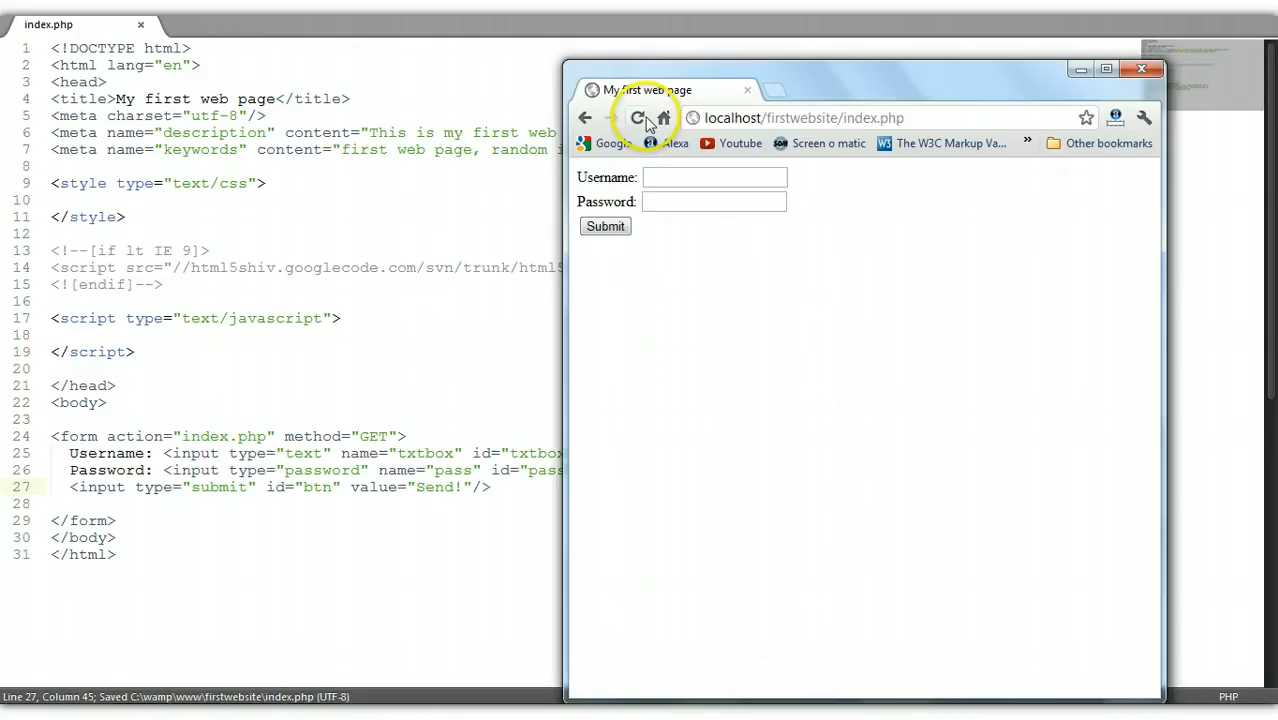 index.php
1 <!DOCTYPE html>
2 <html lang="en">
3 <head>
4 <title>My first web page</title>
5 <meta charset="utf-8"/>
6 <meta name="description" content="This is my first web
7 <meta name="keywords" content="first web page, random i
8
9 <style type="text/css">
10
11 </style>
12
13 <!--[if lt IE 9]>
14 <script src="//html5shiv.googlecode.com/svn/trunk/html5
15 <![endif]-->
16
17 <script type="text/javascript">
18
19 </script>
20
21 </head>
22 <body>
23
24 <form action="index.php" method="GET">
25 Username: <input type="text" name="txtbox" id="txtbo
26 Password: <input type="password" name="pass" id="pas
27 <input type="submit" id="btn" value="Send!"/>
28
29 </form>
30 </body>
31 </html>
Line 27, Column 45; Saved C:\wamp\www\firstwebsite\index.php (UTF-8)
PHP
My first web page
localhost/firstwebsite/index.php
Google Alexa Youtube Screen o matic The W3C Markup Va... » Other bookmarks
Username:
Password:
Submit